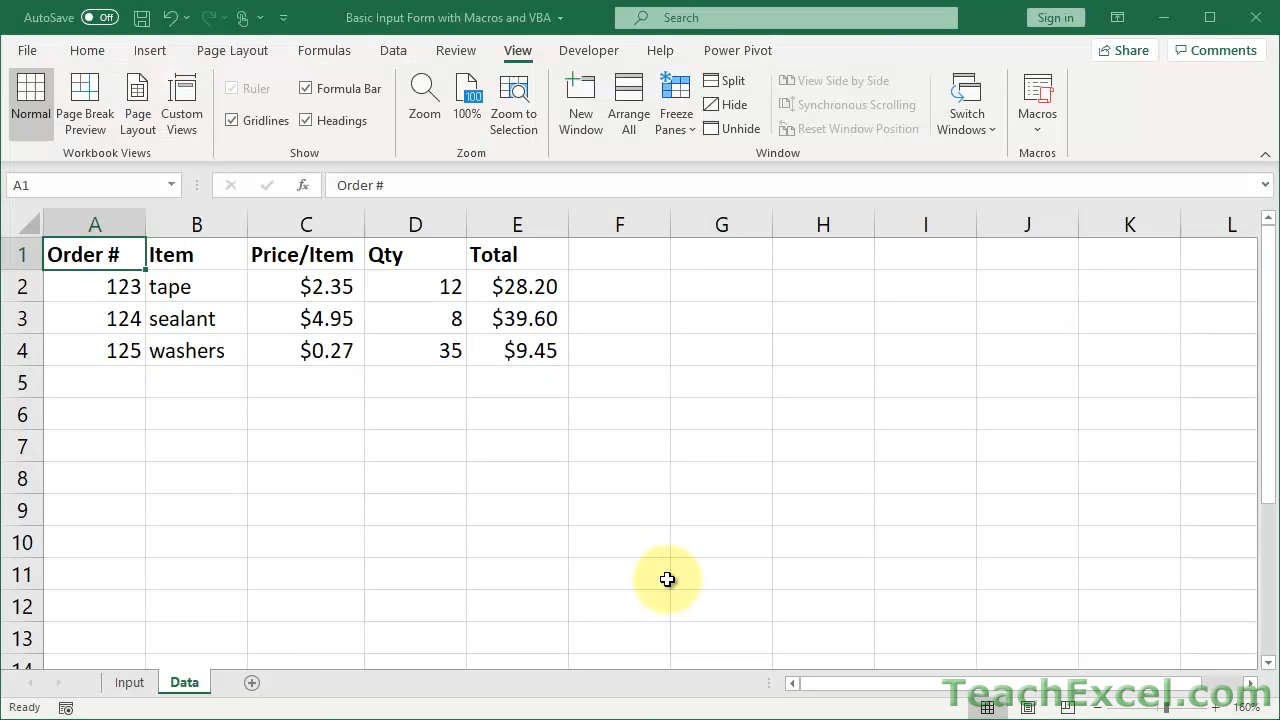 AutoSave Off Basic Input Form with Macros and VBA Search Sign in
File Home Insert Page Layout Formulas Data Review View Developer Help Power Pivot Share Comments
Normal Page Break Preview Page Layout Custom Views
Workbook Views
Ruler Formula Bar
Gridlines Headings
Show
Zoom 100% Zoom to Selection
Zoom
New Window Arrange All Freeze Panes
Split
Hide
Unhide
View Side by Side
Synchronous Scrolling
Reset Window Position
Switch Windows
Window
Macros
Macros
A1 fx Order #
A B C D E F G H I J K L
1 Order # Item Price/Item Qty Total
2 123 tape $2.35 12 $28.20
3 124 sealant $4.95 8 $39.60
4 125 washers $0.27 35 $9.45
5
6
7
8
9
10
11
12
13
14
Input Data
Ready 160%
TeachExcel.com